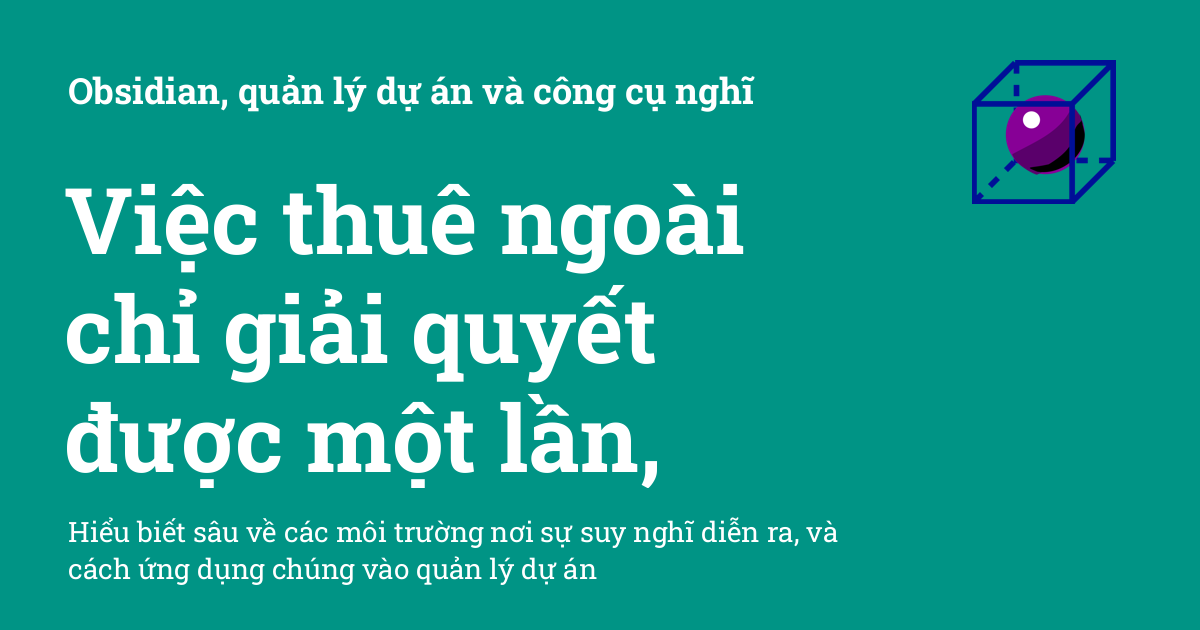 Obsidian, quản lý dự án và công cụ nghĩ
Việc thuê ngoài
chỉ giải quyết
được một lần,
Hiểu biết sâu về các môi trường nơi sự suy nghĩ diễn ra, và
cách ứng dụng chúng vào quản lý dự án